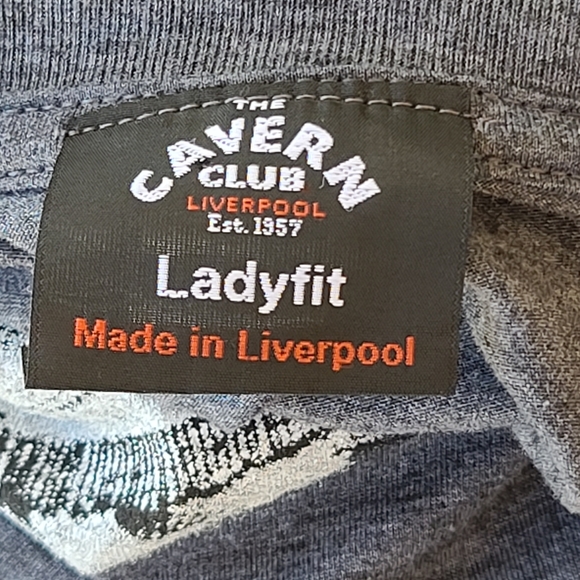 THE
CAVERN
CLUB
LIVERPOOL
Est. 1957
Ladyfit
Made in Liverpool